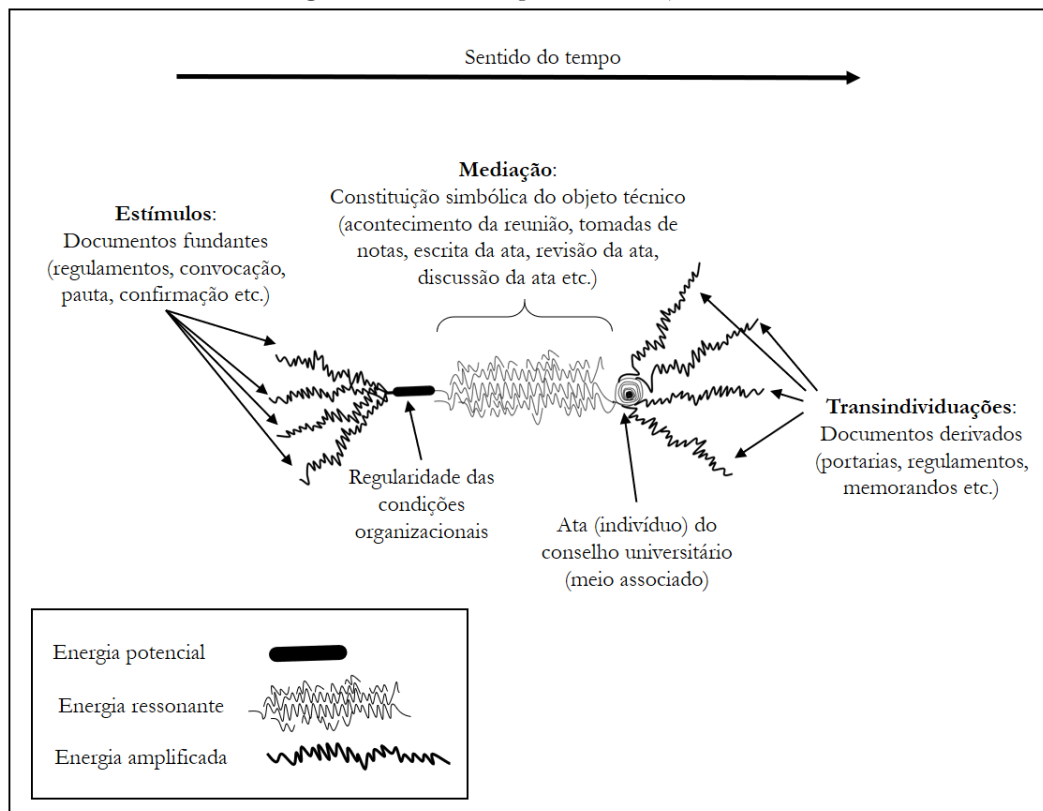 Sentido do tempo
Mediação:
Constituição simbólica do objeto técnico
(acontecimento da reunião, tomadas de
notas, escrita da ata, revisão da ata,
discussão da ata etc.)
Estímulos:
Documentos fundantes
(regulamentos, convocação,
pauta, confirmação etc.)
Transindividuações:
Documentos derivados
(portarias, regulamentos,
memorandos etc.)
Regularidade das
condições
organizacionais
Ata (indivíduo) do
conselho universitário
(meio associado)
Energia potencial
Energia ressonante
Energia amplificada